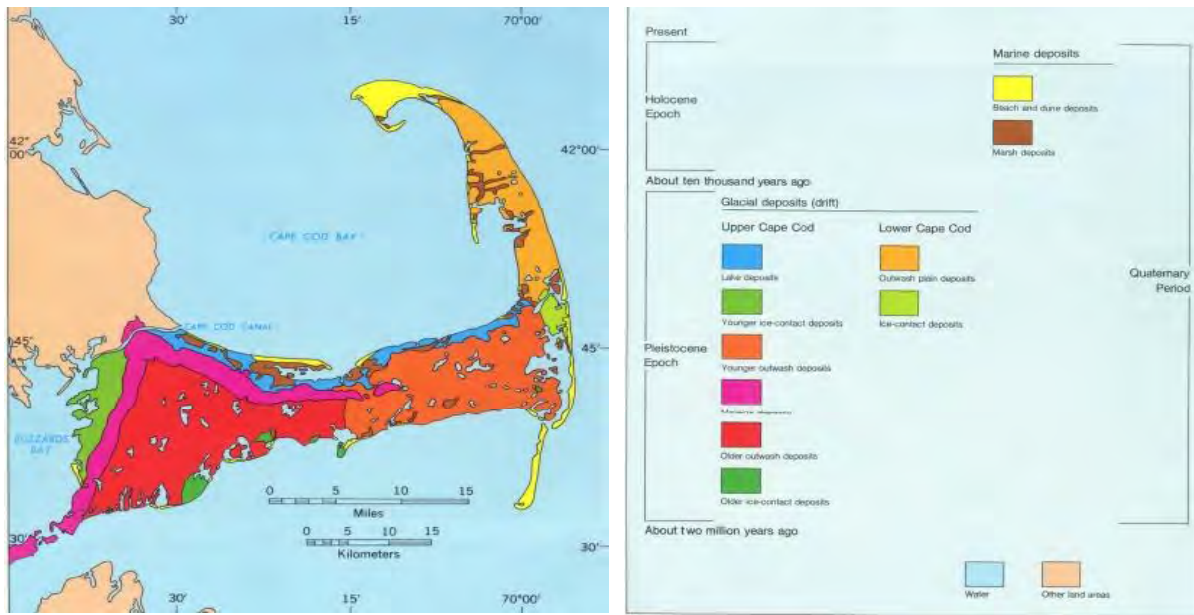 30'
15'
70°00'
42°
00'
42°00'
CAPE COD BAY
CAPE COD CANAL
45'
45'
BUZZARDS
BAY
0 5 10 15
Miles
0 5 10 15
Kilometers
30'
30'
30'
15'
70°00'
Present
Marine deposits
Holocene
Epoch
Beach and dune deposits
Marsh deposits
About ten thousand years ago
Glacial deposits (drift)
Upper Cape Cod
Lower Cape Cod
Lake deposits
Outwash plain deposits
Quaternary
Period
Younger ice-contact deposits
Ice-contact deposits
Pleistocene
Epoch
Younger outwash deposits
deposits
Older outwash deposits
Older ice-contact deposits
About two million years ago
Water
Other land areas